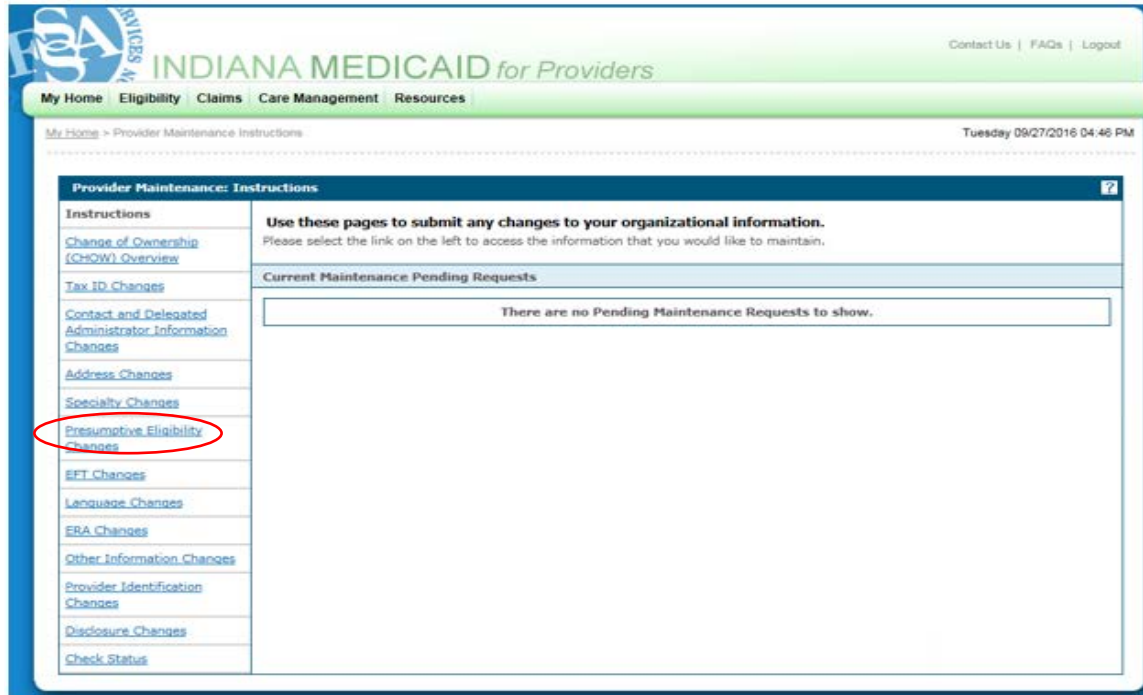 FSSA
SERVICES
Contact Us | FAQs | Logout
INDIANA MEDICAID for Providers
My Home Eligibility Claims Care Management Resources
My Home > Provider Maintenance Instructions
Tuesday 09/27/2016 04:46 PM
Provider Maintenance: Instructions
?
Instructions
Change of Ownership
(CHOW) Overview
Tax ID Changes
Contact and Delegated
Administrator Information
Changes
Address Changes
Specialty Changes
Presumptive Eligibility
Changes
EFT Changes
Language Changes
ERA Changes
Other Information Changes
Provider Identification
Changes
Disclosure Changes
Check Status
Use these pages to submit any changes to your organizational information.
Please select the link on the left to access the information that you would like to maintain.
Current Maintenance Pending Requests
There are no Pending Maintenance Requests to show.